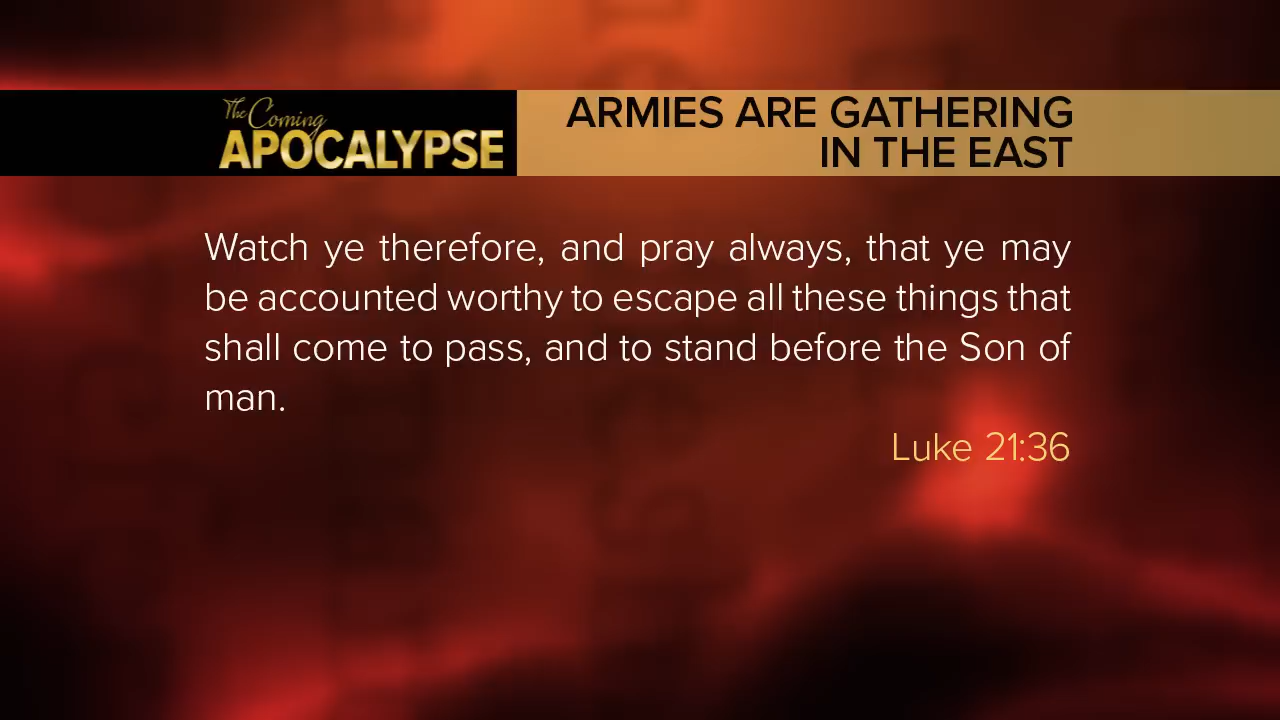 The Coming
APOCALYPSE
ARMIES ARE GATHERING
IN THE EAST
Watch ye therefore, and pray always, that ye may
be accounted worthy to escape all these things that
shall come to pass, and to stand before the Son of
man.
Luke 21:36